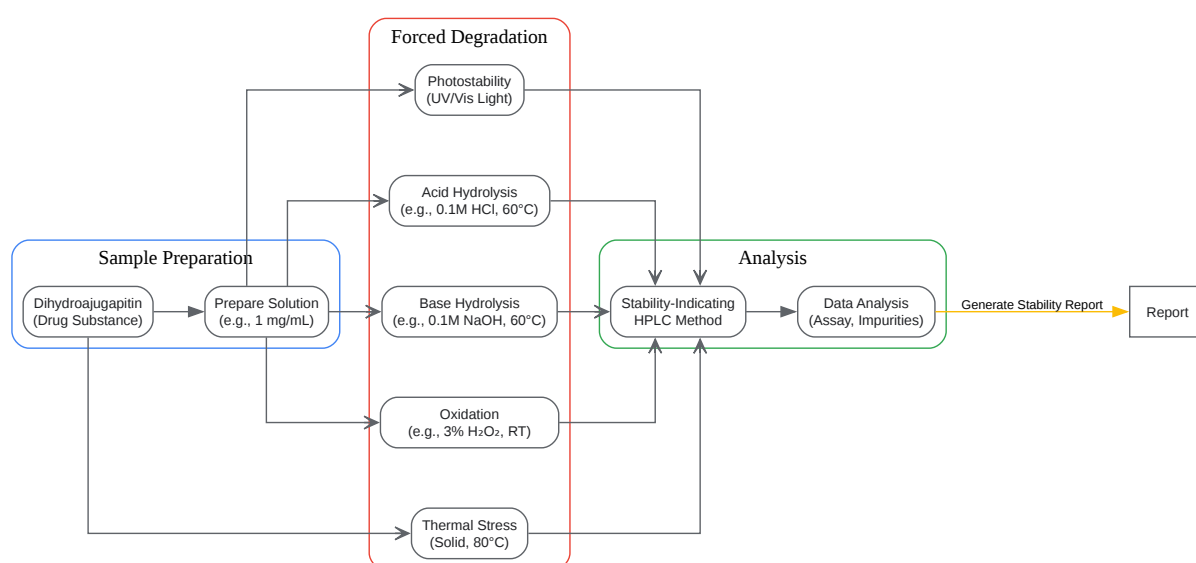 Forced Degradation
Photostability
(UV/Vis Light)
Acid Hydrolysis
(e.g., 0.1M HCl, 60°C)
Sample Preparation
Analysis
Dihydroajugapitin
(Drug Substance)
Prepare Solution
(e.g., 1 mg/mL)
Base Hydrolysis
(e.g., 0.1M NaOH, 60°C)
Stability-Indicating
HPLC Method
Data Analysis
(Assay, Impurities)
Generate Stability Report
Report
Oxidation
(e.g., 3% H₂O₂, RT)
Thermal Stress
(Solid, 80°C)